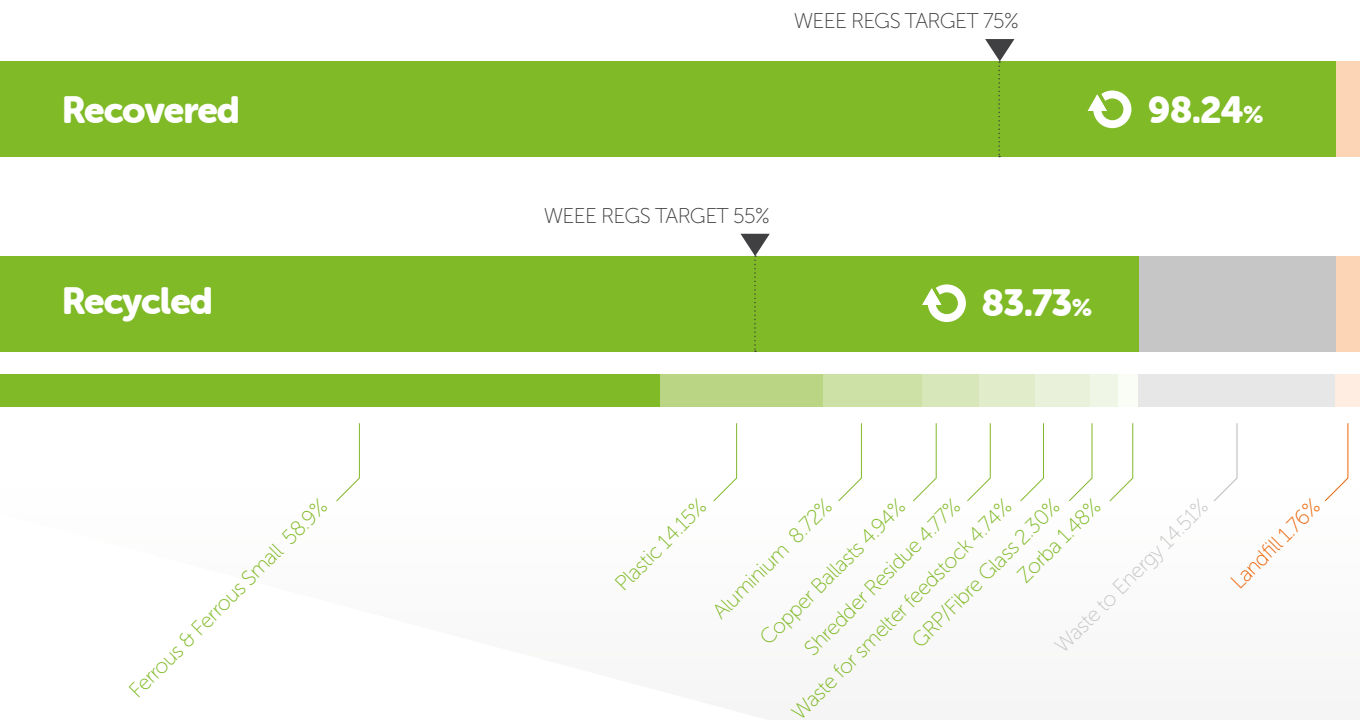 WEEE REGS TARGET 75%
Recovered
98.24%
WEEE REGS TARGET 55%
Recycled
83.73%
Ferrous & Ferrous Small 58.9%
Plastic 14.15%
Aluminium 8.72%
Copper Ballasts 4.94%
Shredder Residue 4.77%
Waste for smelter feedstock 4.74%
GRP/Fibre Glass 2.30%
Zorba 1.48%
Waste to Energy 14.51%
Landfill 1.76%